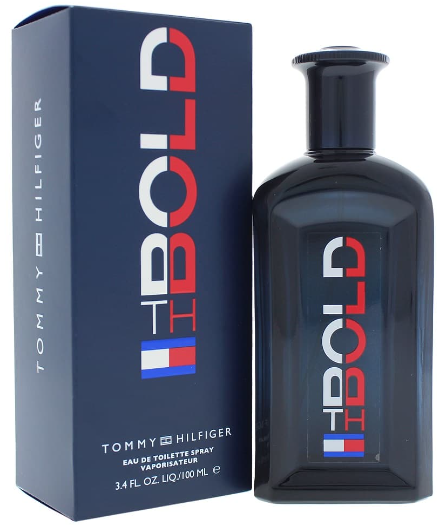 TOMMY HILFIGER
TH BOLD
TOMMY HILFIGER
EAU DE TOILETTE SPRAY
VAPORISATEUR
3.4 FL. OZ. LIQ./100 ML ℮
TH BOLD